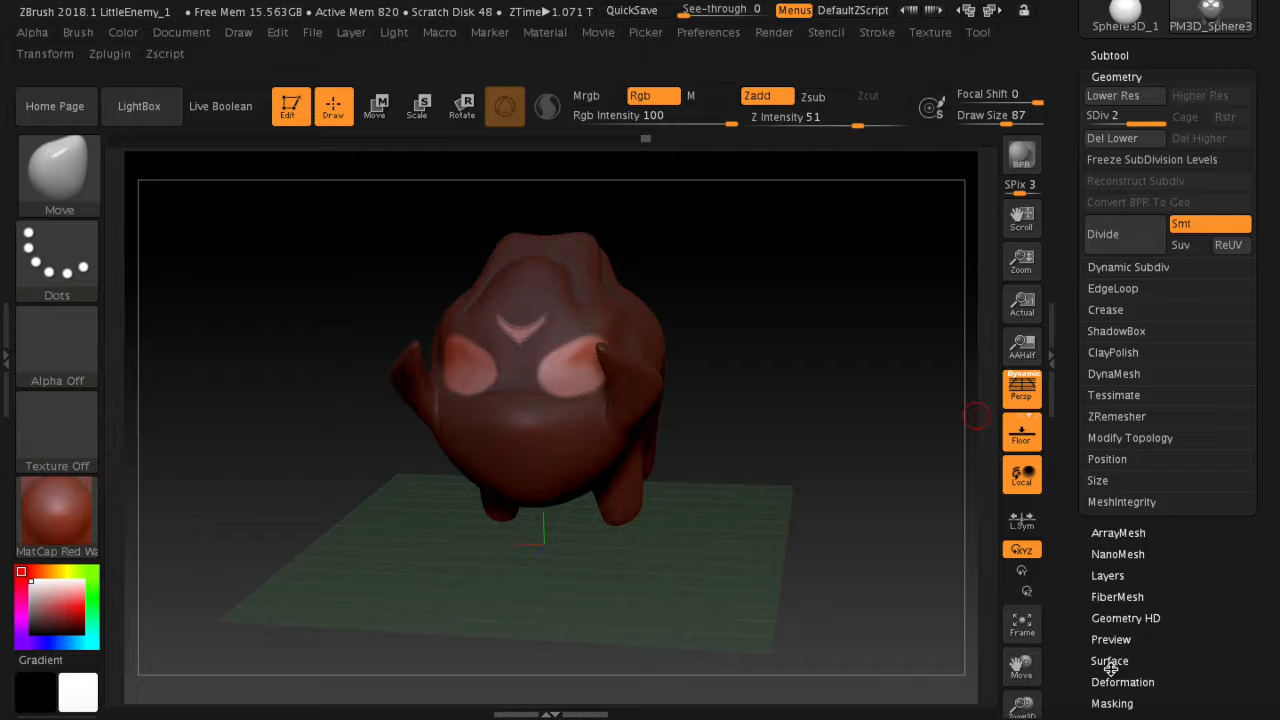 ZBrush 2018.1 LittleEnemy_1 • Free Mem 15.563GB • Active Mem 820 • Scratch Disk 48 • ZTime▶1.071 T QuickSave See-through 0 Menus DefaultZScript
Alpha Brush Color Document Draw Edit File Layer Light Macro Marker Material Movie Picker Preferences Render Stencil Stroke Texture Tool
Transform Zplugin Zscript
Sphere3D_1 PM3D_Sphere3
Home Page LightBox Live Boolean
Edit Draw Move Scale Rotate
Mrgb Rgb M
Rgb Intensity 100
Zadd Zsub Zcut
Z Intensity 51
S
Focal Shift 0
Draw Size 87
Move
Dots
Alpha Off
Texture Off
MatCap Red Wa
Gradient
BPR
SPix 3
Scroll
Zoom
Actual
AAHalf
Dynamic
Persp
Floor
Local
L.Sym
XYZ
Y
Z
Frame
Move
Zoom3D
Subtool
Geometry
Lower Res Higher Res
SDiv 2 Cage Rstr
Del Lower Del Higher
Freeze SubDivision Levels
Reconstruct Subdiv
Convert BPR To Geo
Divide Smt
Suv ReUV
Dynamic Subdiv
EdgeLoop
Crease
ShadowBox
ClayPolish
DynaMesh
Tessimate
ZRemesher
Modify Topology
Position
Size
MeshIntegrity
ArrayMesh
NanoMesh
Layers
FiberMesh
Geometry HD
Preview
Surface
Deformation
Masking